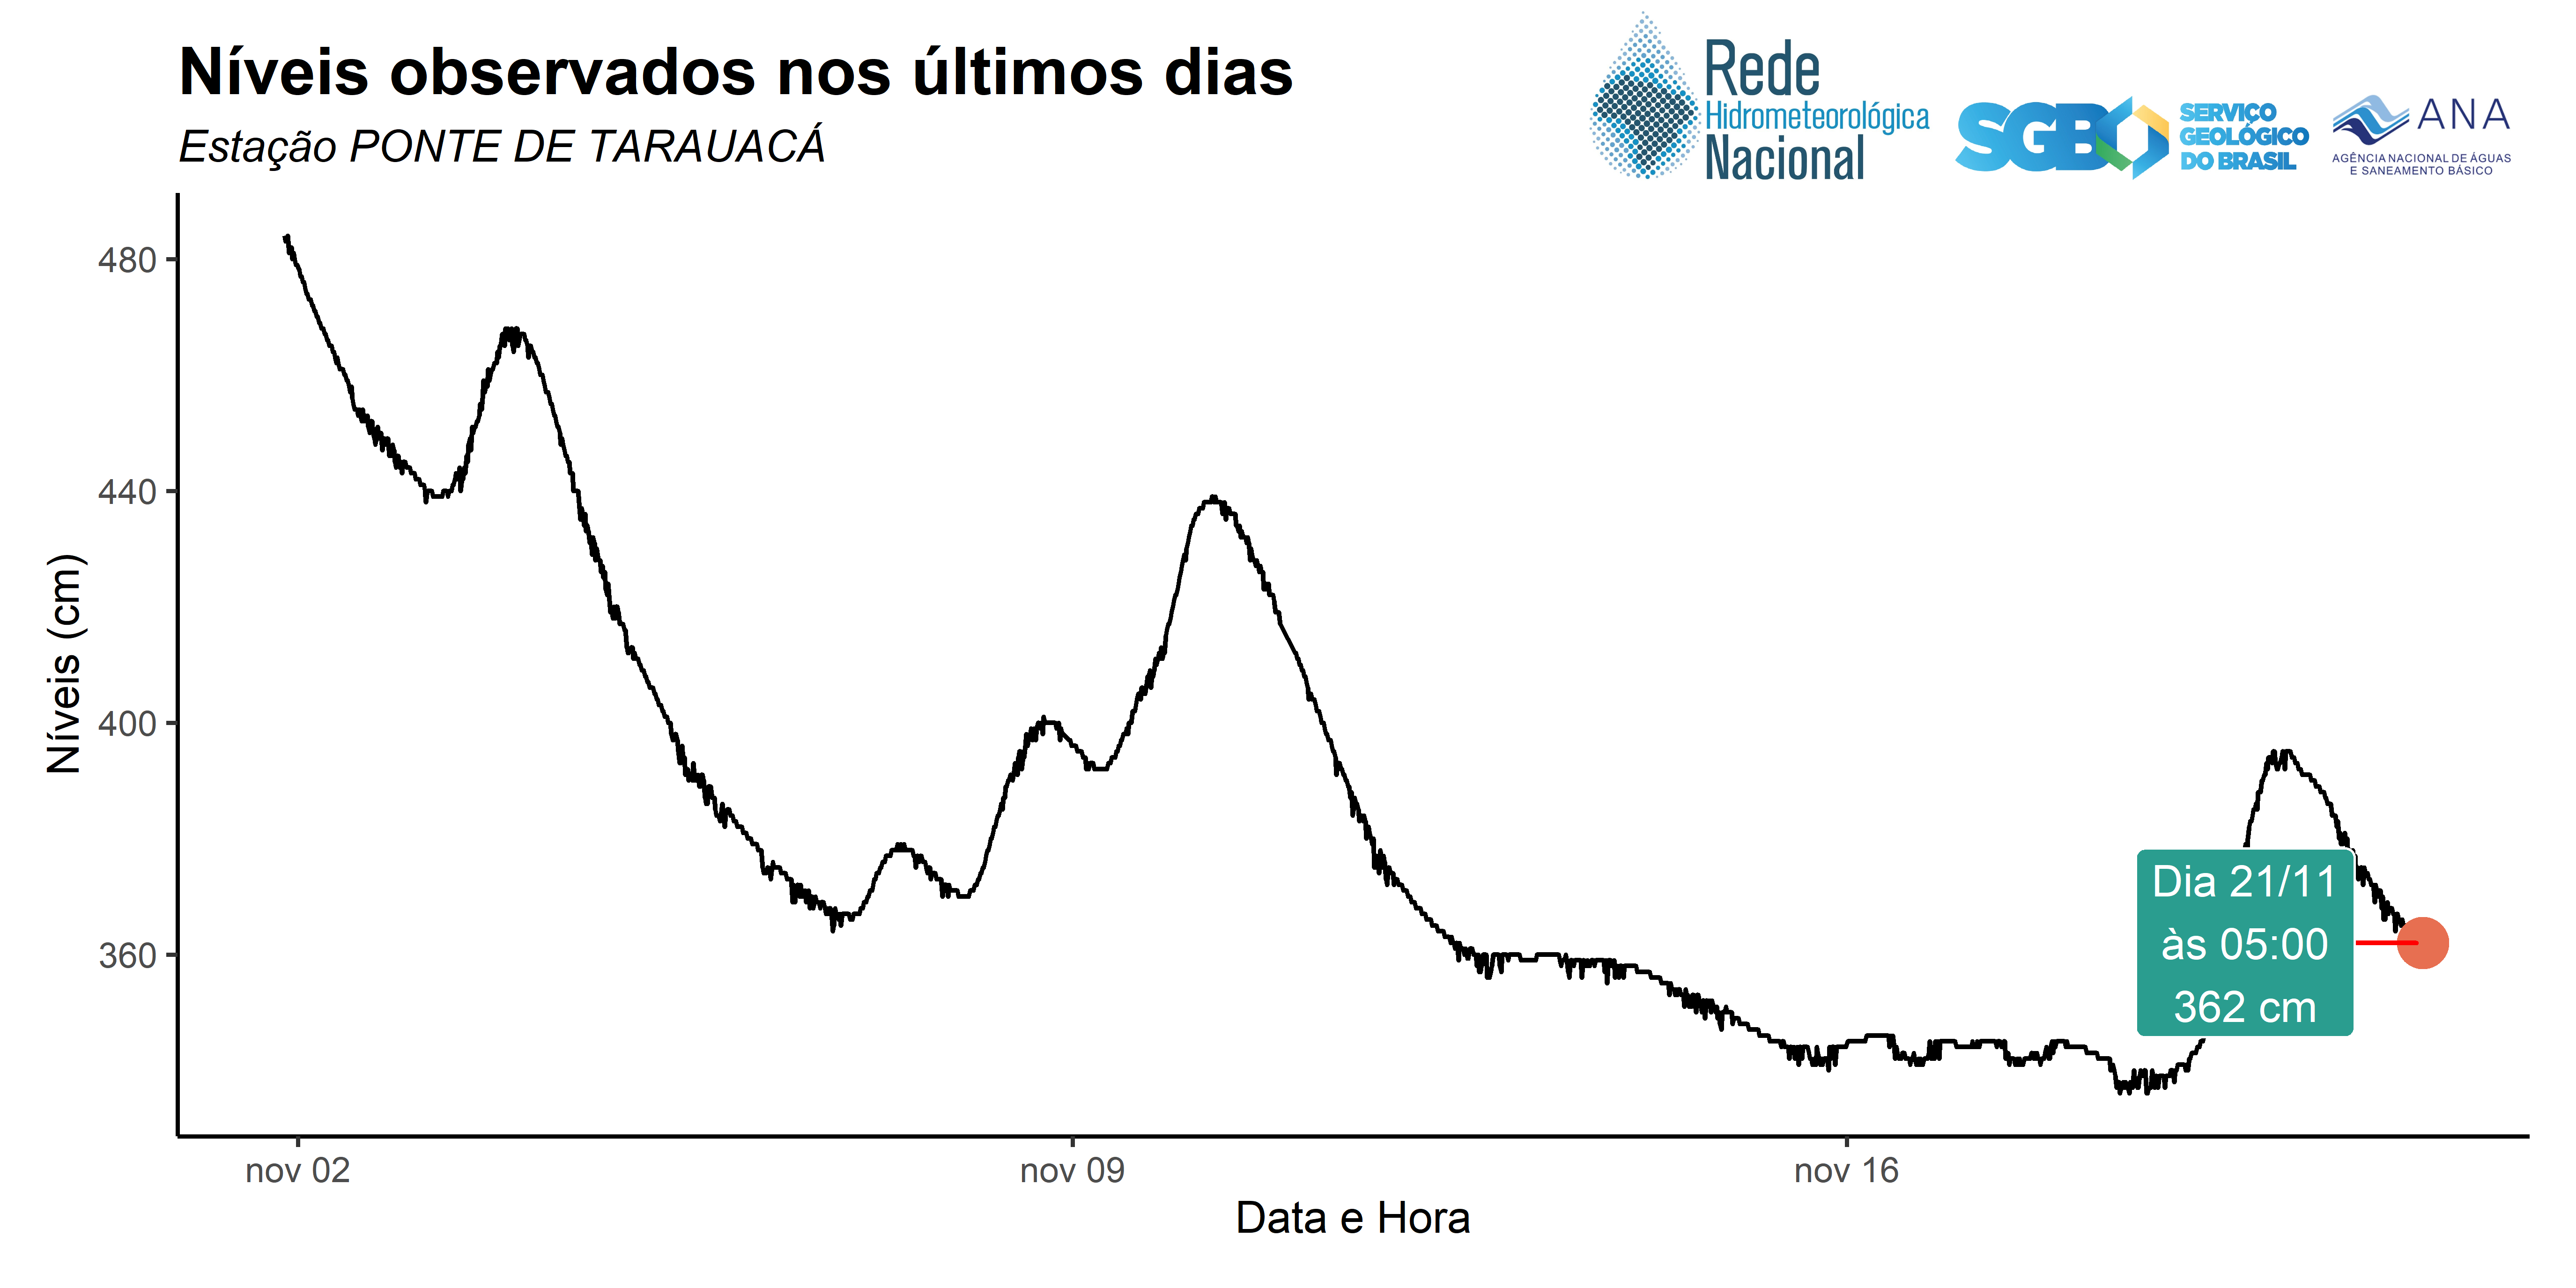 Níveis observados nos últimos dias
Estação PONTE DE TARAUACÁ
Rede
Hidrometeorológica
Nacional
SGB
SERVIÇO
GEOLÓGICO
DO BRASIL
ANA
AGÊNCIA NACIONAL DE ÁGUAS
E SANEAMENTO BÁSICO
Níveis (cm)
480
440
400
360
Dia 21/11
às 05:00
362 cm
nov 02
nov 09
nov 16
Data e Hora